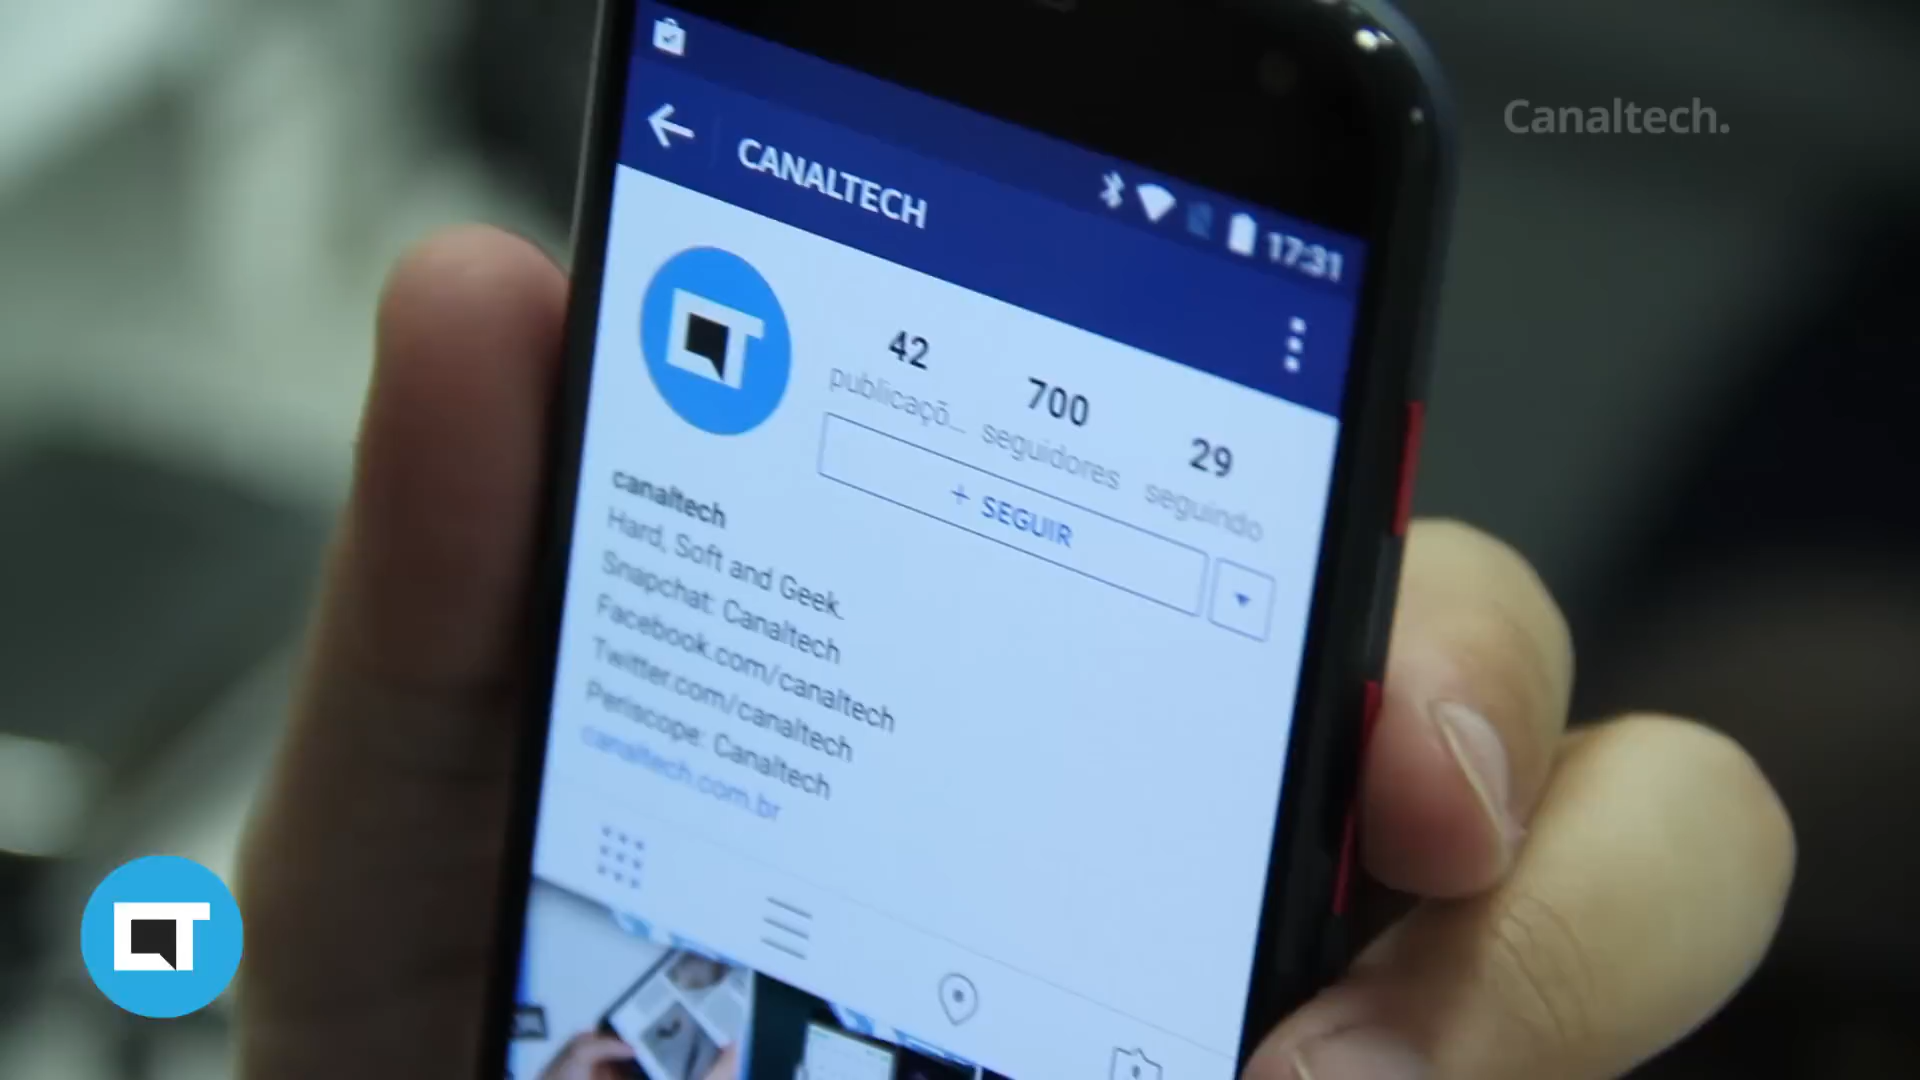 Canaltech.
17:31
CANALTECH
42
publicaçõ...
700
seguidores
29
seguindo
+ SEGUIR
canaltech
Hard, Soft and Geek.
Snapchat: Canaltech
Facebook.com/canaltech
Twitter.com/canaltech
Periscope: Canaltech
canaltech.com.br
CT